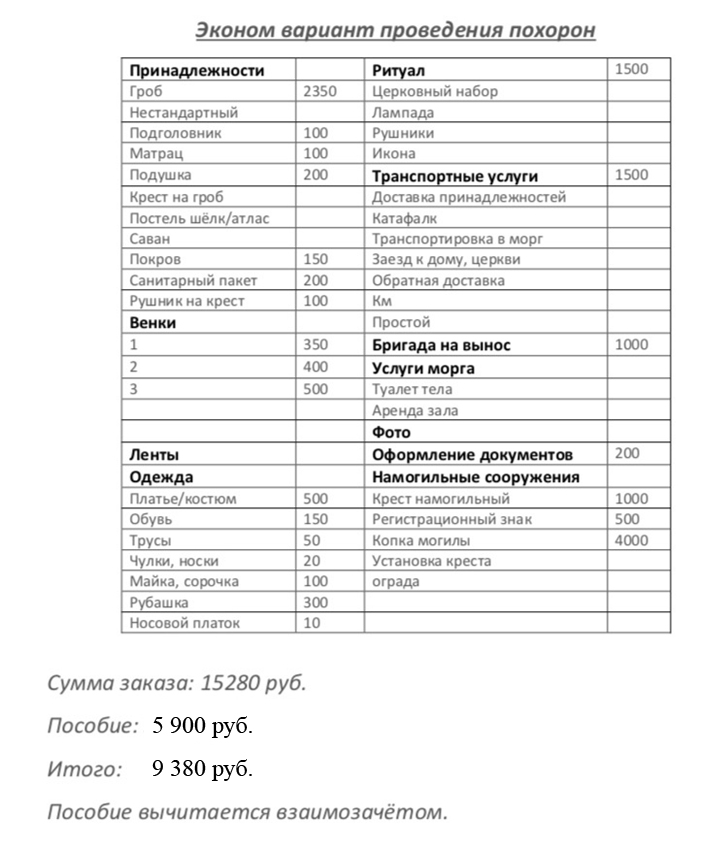 Эконом вариант проведения похорон
Принадлежности Ритуал 1500
Гроб 2350 Церковный набор
Нестандартный Лампада
Подголовник 100 Рушники
Матрац 100 Икона
Подушка 200 Транспортные услуги 1500
Крест на гроб Доставка принадлежностей
Постель шёлк/атлас Катафалк
Саван Транспортировка в морг
Покров 150 Заезд к дому, церкви
Санитарный пакет 200 Обратная доставка
Рушник на крест 100 Км
Венки Простой
1 350 Бригада на вынос 1000
2 400 Услуги морга
3 500 Туалет тела
Аренда зала
Фото
Ленты Оформление документов 200
Одежда Намогильные сооружения
Платье/костюм 500 Крест намогильный 1000
Обувь 150 Регистрационный знак 500
Трусы 50 Копка могилы 4000
Чулки, носки 20 Установка креста
Майка, сорочка 100 ограда
Рубашка 300
Носовой платок 10
Сумма заказа: 15280 руб.
Пособие: 5 900 руб.
Итого: 9 380 руб.
Пособие вычитается взаимозачётом.